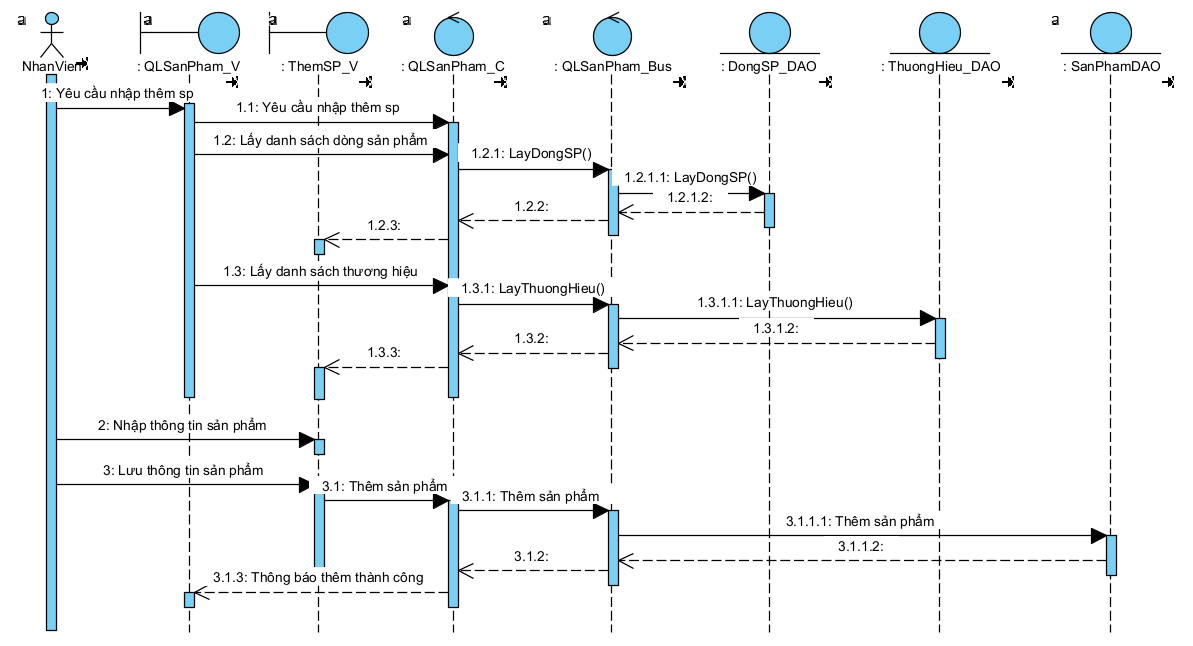 a
a
a
a
a
a
NhanVien
: QLSanPham_V
: ThemSP_V
: QLSanPham_C
: QLSanPham_Bus
: DongSP_DAO
: ThuongHieu_DAO
: SanPhamDAO
1: Yêu cầu nhập thêm sp
1.1: Yêu cầu nhập thêm sp
1.2: Lấy danh sách dòng sản phẩm
1.2.1: LayDongSP()
1.2.1.1: LayDongSP()
1.2.1.2:
1.2.2:
1.2.3:
1.3: Lấy danh sách thương hiệu
1.3.1: LayThuongHieu()
1.3.1.1: LayThuongHieu()
1.3.1.2:
1.3.2:
1.3.3:
2: Nhập thông tin sản phẩm
3: Lưu thông tin sản phẩm
3.1: Thêm sản phẩm
3.1.1: Thêm sản phẩm
3.1.1.1: Thêm sản phẩm
3.1.1.2:
3.1.2:
3.1.3: Thông báo thêm thành công